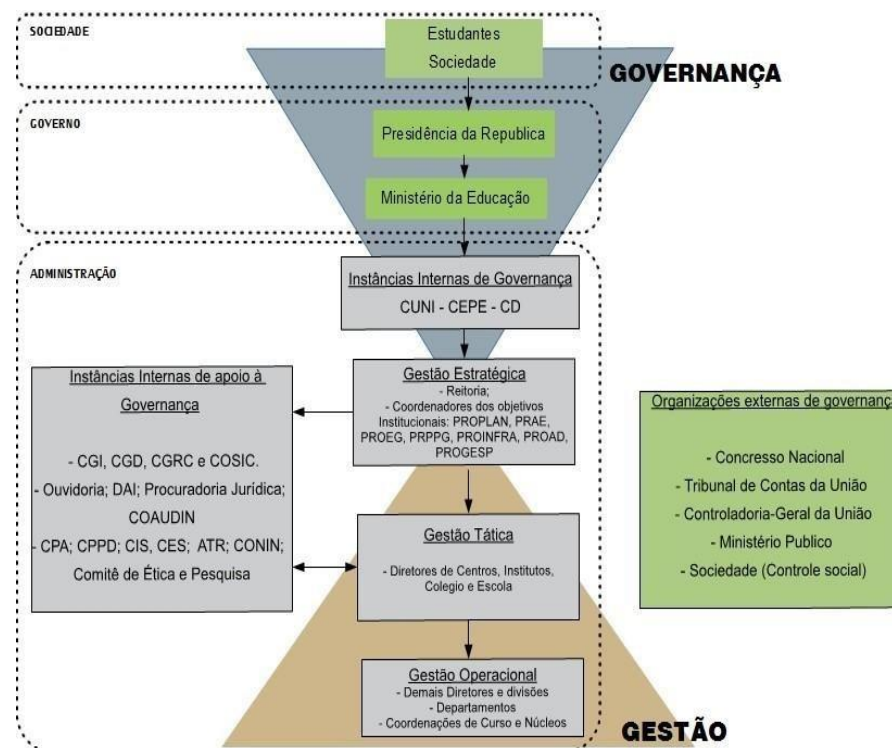 SOCIEDADE
Estudantes
Sociedade
GOVERNANÇA
GOVERNO
Presidência da Republica
Ministério da Educação
ADMINISTRAÇÃO
Instâncias Internas de Governança
CUNI - CEPE - CD
Instâncias Internas de apoio à
Governança
- CGI, CGD, CGRC e COSIC.
- Ouvidoria; DAI; Procuradoria Jurídica;
COAUDIN
- CPA; CPPD; CIS, CES; ATR; CONIN;
Comitê de Ética e Pesquisa
Gestão Estratégica
- Reitoria;
- Coordenadores dos objetivos
Institucionais: PROPLAN, PRAE,
PROEG, PRPPG, PROINFRA, PROAD,
PROGESP
Gestão Tática
- Diretores de Centros, Institutos,
Colegio e Escola
Gestão Operacional
- Demais Diretores e divisões
- Departamentos
- Coordenações de Curso e Núcleos
Organizações externas de governanç
- Concresso Nacional
- Tribunal de Contas da União
- Controladoria-Geral da União
- Ministério Publico
- Sociedade (Controle social)
GESTÃO